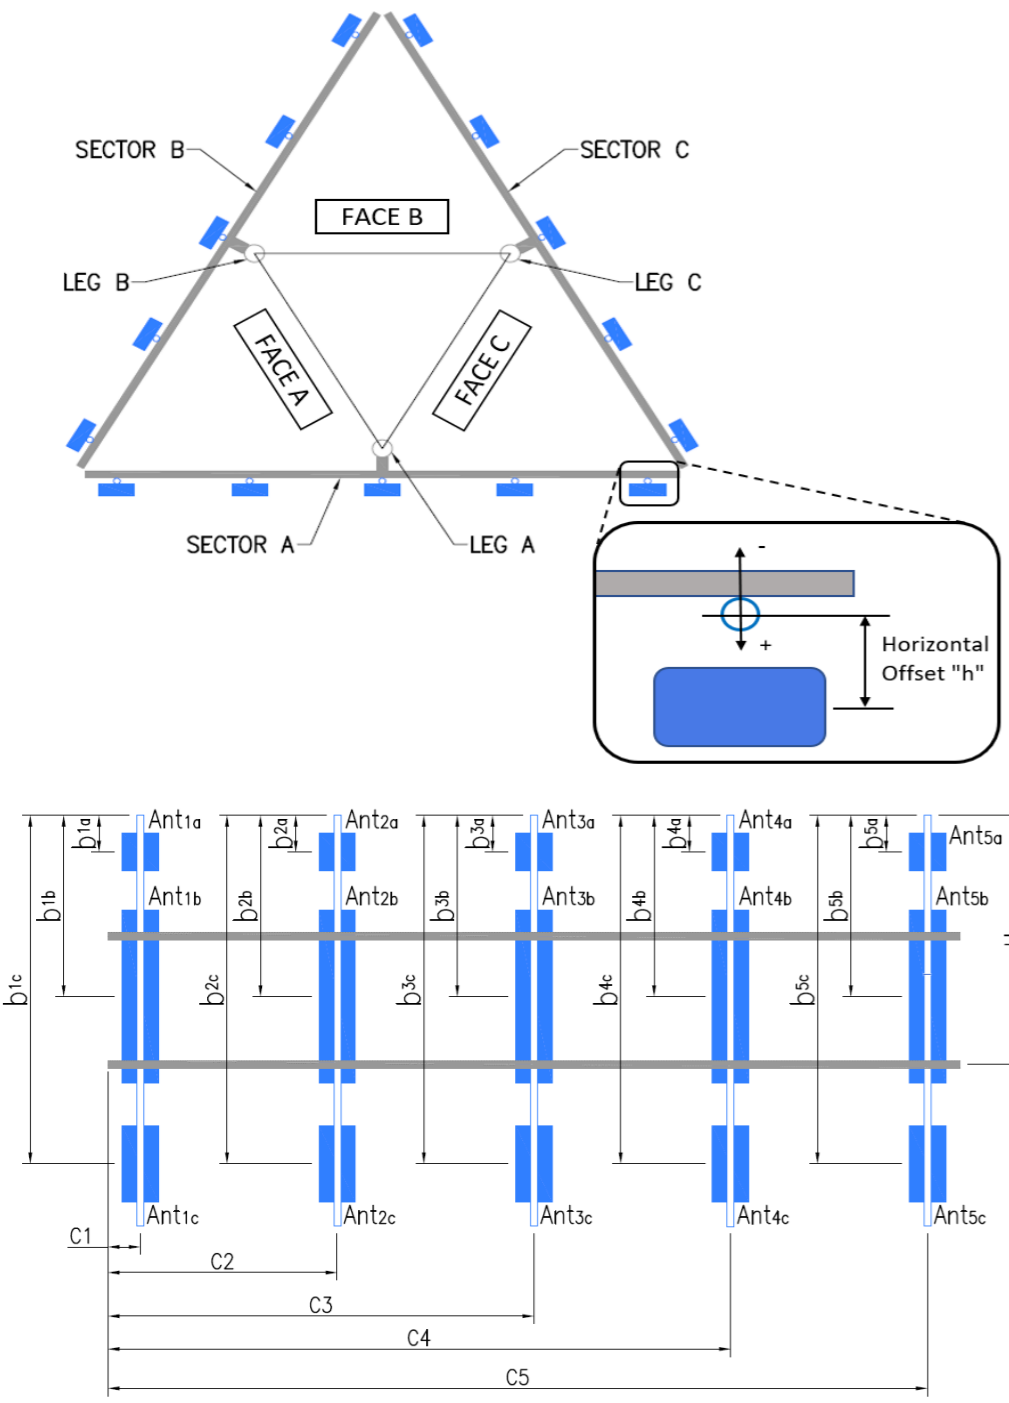 SECTOR B
SECTOR C
FACE B
LEG B
LEG C
FACE A
FACE C
SECTOR A
LEG A
-
+
Horizontal
Offset "h"
b1a
b1b
b1c
Ant1a
Ant1b
Ant1c
b2a
b2b
b2c
Ant2a
Ant2b
Ant2c
b3a
b3b
b3c
Ant3a
Ant3b
Ant3c
b4a
b4b
b4c
Ant4a
Ant4b
Ant4c
b5a
b5b
b5c
Ant5a
Ant5b
Ant5c
C1
C2
C3
C4
C5